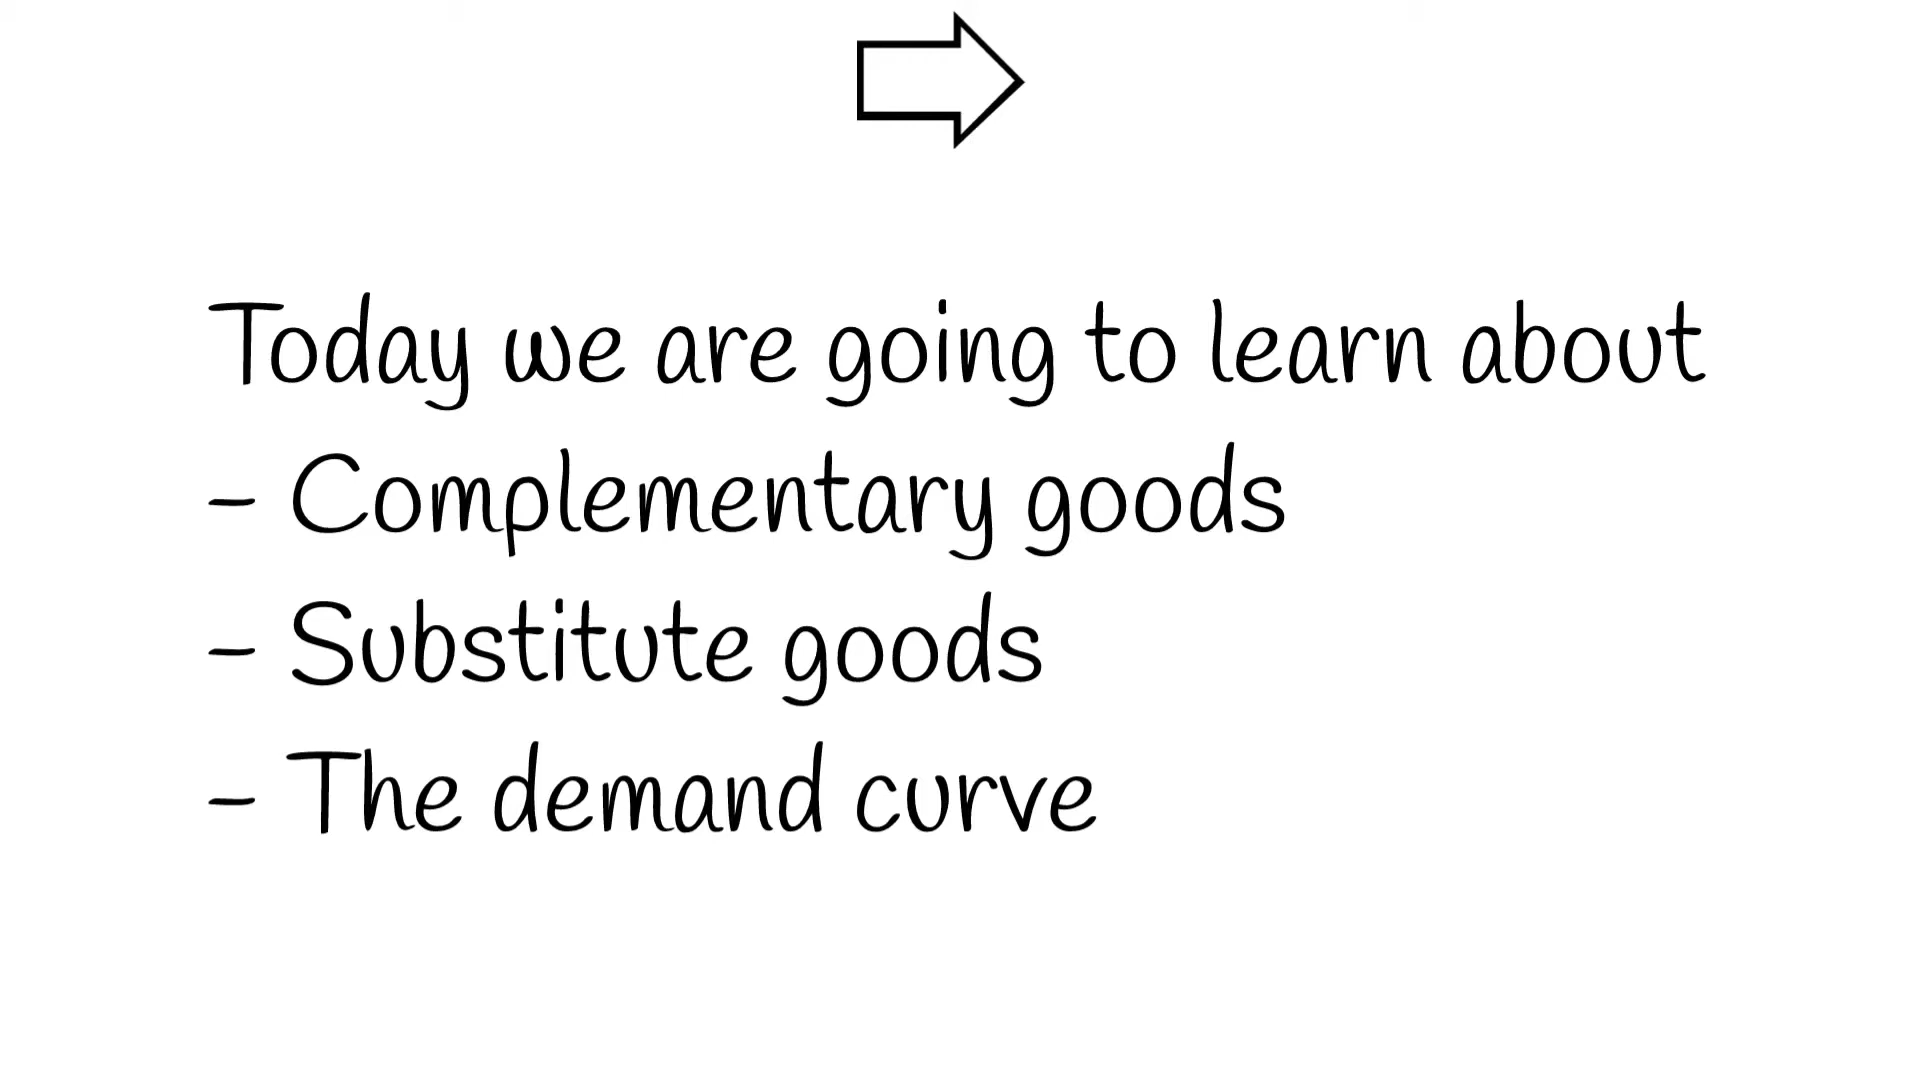 Today we are going to learn about
- Complementary goods
- Substitute goods
- The demand curve